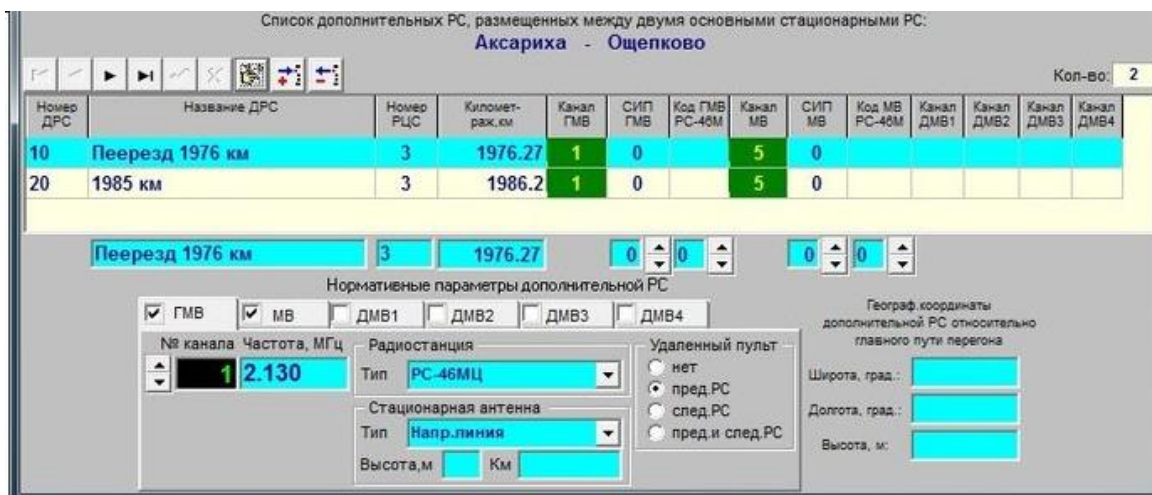 Список дополнительных РС, размещенных между двумя основными стационарными РС:
Аксариха - Ощепково
Кол-во: 2
Номер ДРС Название ДРС Номер РЦС Километ-раж,км Канал ГМВ СИП ГМВ Код ГМВ РС-46М Канал МВ СИП МВ Код МВ РС-46М Канал ДМВ1 Канал ДМВ2 Канал ДМВ3 Канал ДМВ4
10 Пеерезд 1976 км 3 1976.27 1 0 5 0
20 1985 км 3 1986.2 1 0 5 0
Пеерезд 1976 км 3 1976.27 0 0 0 0
Нормативные параметры дополнительной РС
ГМВ МВ ДМВ1 ДМВ2 ДМВ3 ДМВ4
№ канала Частота, МГц
1 2.130
Радиостанция
Тип РС-46МЦ
Стационарная антенна
Тип Напр.линия
Высота,м Км
Удаленный пульт
нет
пред.РС
след.РС
пред.и след.РС
Географ.координаты
дополнительной РС относительно
главного пути перегона
Широта, град.:
Долгота, град.:
Высота, м: